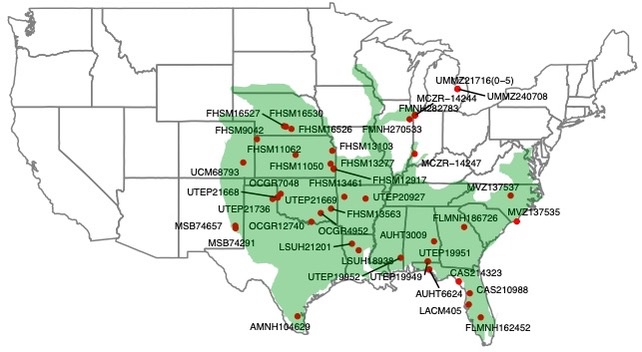 UMMZ21716(0-5)
UMMZ240708
MCZR-14244
FMNH282783
FHSM16527
FHSM16530
FHSM9042
FHSM16526
FMNH270533
FHSM11062
FHSM13103
FHSM11050
FHSM13277
MCZR-14247
UCM68793
FHSM12917
OCGR7048
FHSM13461
UTEP21668
UTEP21669
UTEP20927
MVZ137537
UTEP21736
FHSM13563
FLMNH186726
MVZ137535
MSB74657
OCGR12740
OCGR4952
AUHT3009
MSB74291
LSUH21201
LSUH18938
UTEP19951
UTEP19952
UTEP19949
CAS214323
AUHT6624
CAS210988
LACM405
AMNH104629
FLMNH162452